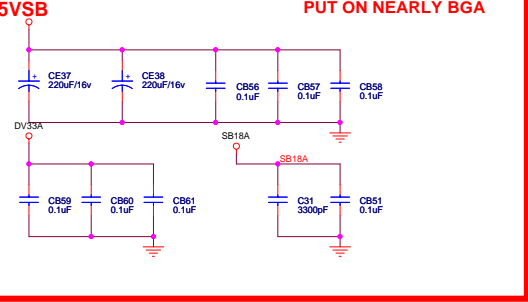 5VSB
PUT ON NEARLY BGA
CE37
220uF/16v
CE38
220uF/16v
CB56
0.1uF
CB57
0.1uF
CB58
0.1uF
DV33A
SB18A
SB18A
CB59
0.1uF
CB60
0.1uF
CB61
0.1uF
C31
3300pF
CB51
0.1uF